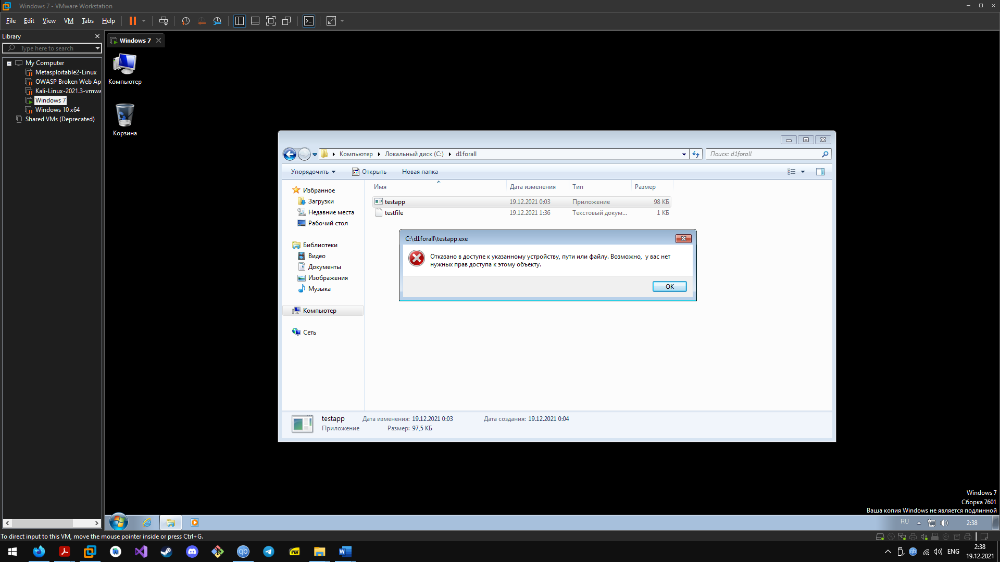 Windows 7 - VMware Workstation
File Edit View VM Tabs Help
Library
Type here to search
My Computer
Metasploitable2-Linux
OWASP Broken Web Ap
Kali-Linux-2021.3-vmwa
Windows 7
Windows 10 x64
Shared VMs (Deprecated)
Windows 7
Компьютер
Корзина
Компьютер Локальный диск (C:) d1forall
Поиск: d1forall
Упорядочить Открыть Новая папка
Имя Дата изменения Тип Размер
testapp 19.12.2021 0:03 Приложение 98 КБ
testfile 19.12.2021 1:36 Текстовый докум... 1 КБ
Избранное
Загрузки
Недавние места
Рабочий стол
Библиотеки
Видео
Документы
Изображения
Музыка
Компьютер
Сеть
C:\d1forall\testapp.exe
Отказано в доступе к указанному устройству, пути или файлу. Возможно, у вас нет
нужных прав доступа к этому объекту.
OK
testapp Дата изменения: 19.12.2021 0:03 Дата создания: 19.12.2021 0:04
Приложение Размер: 97,5 КБ
Windows 7
Сборка 7601
Ваша копия Windows не является подлинной
RU 2:38
To direct input to this VM, move the mouse pointer inside or press Ctrl+G.
qb PDF W qb ENG 2:38
19.12.2021